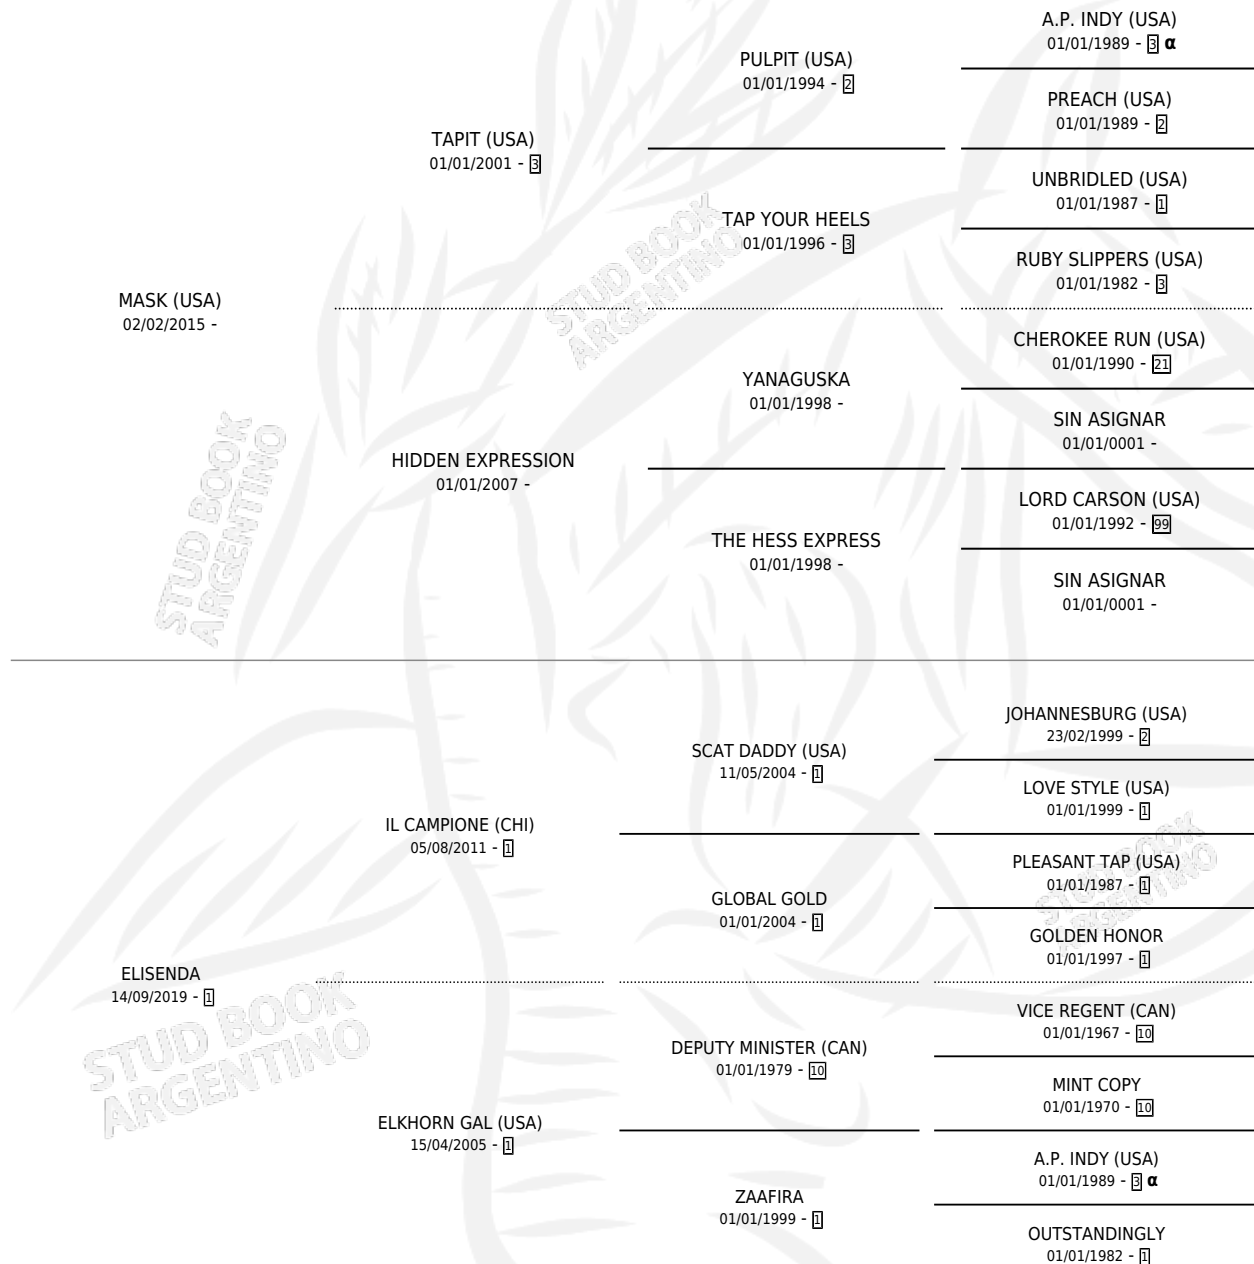 A.P. INDY (USA)
01/01/1989 - 3 α
PULPIT (USA)
01/01/1994 - 2
PREACH (USA)
01/01/1989 - 2
TAPIT (USA)
01/01/2001 - 3
UNBRIDLED (USA)
01/01/1987 - 1
TAP YOUR HEELS
01/01/1996 - 3
RUBY SLIPPERS (USA)
01/01/1982 - 3
MASK (USA)
02/02/2015 -
CHEROKEE RUN (USA)
01/01/1990 - 21
YANAGUSKA
01/01/1998 -
SIN ASIGNAR
01/01/0001 -
HIDDEN EXPRESSION
01/01/2007 -
LORD CARSON (USA)
01/01/1992 - 99
THE HESS EXPRESS
01/01/1998 -
SIN ASIGNAR
01/01/0001 -
JOHANNESBURG (USA)
23/02/1999 - 2
SCAT DADDY (USA)
11/05/2004 - 1
LOVE STYLE (USA)
01/01/1999 - 1
IL CAMPIONE (CHI)
05/08/2011 - 1
PLEASANT TAP (USA)
01/01/1987 - 1
GLOBAL GOLD
01/01/2004 - 1
GOLDEN HONOR
01/01/1997 - 1
ELISENDA
14/09/2019 - 1
VICE REGENT (CAN)
01/01/1967 - 10
DEPUTY MINISTER (CAN)
01/01/1979 - 10
MINT COPY
01/01/1970 - 10
ELKHORN GAL (USA)
15/04/2005 - 1
A.P. INDY (USA)
01/01/1989 - 3 α
ZAAFIRA
01/01/1999 - 1
OUTSTANDINGLY
01/01/1982 - 1
STUD BOOK
ARGENTINO
STUD BOOK
ARGENTINO
STUD BOOK
ARGENTINO
STUD BOOK
ARGENTINO